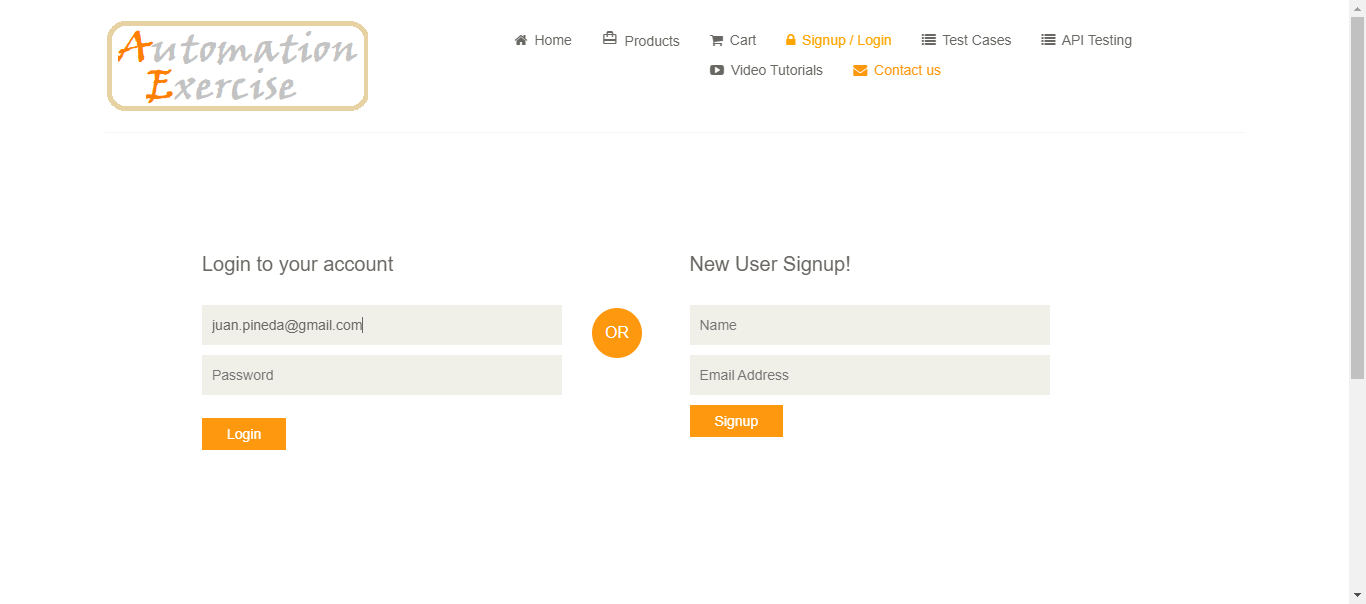 Automation
Exercise
Home Products Cart Signup / Login Test Cases API Testing
Video Tutorials Contact us
Login to your account
juan.pineda@gmail.com
Password
Login
OR
New User Signup!
Name
Email Address
Signup